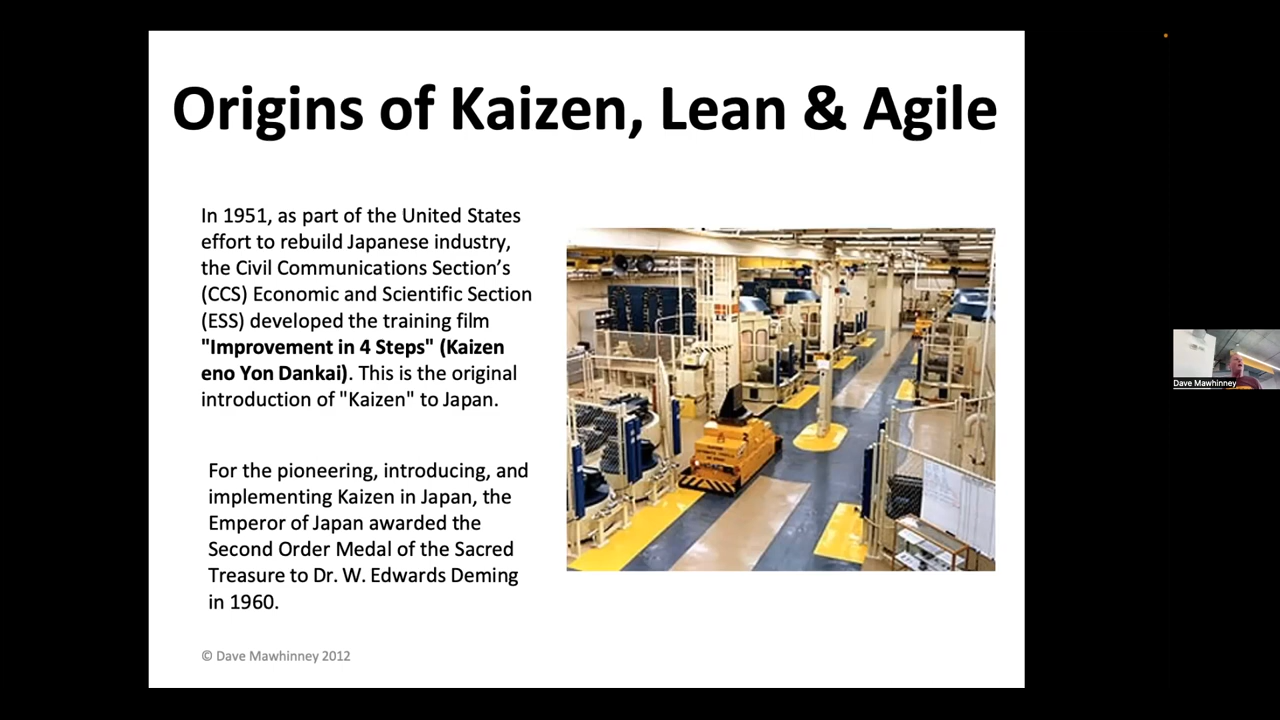 Origins of Kaizen, Lean & Agile
In 1951, as part of the United States
effort to rebuild Japanese industry,
the Civil Communications Section’s
(CCS) Economic and Scientific Section
(ESS) developed the training film
"Improvement in 4 Steps" (Kaizen
eno Yon Dankai). This is the original
introduction of "Kaizen" to Japan.
For the pioneering, introducing, and
implementing Kaizen in Japan, the
Emperor of Japan awarded the
Second Order Medal of the Sacred
Treasure to Dr. W. Edwards Deming
in 1960.
© Dave Mawhinney 2012
Dave Mawhinney